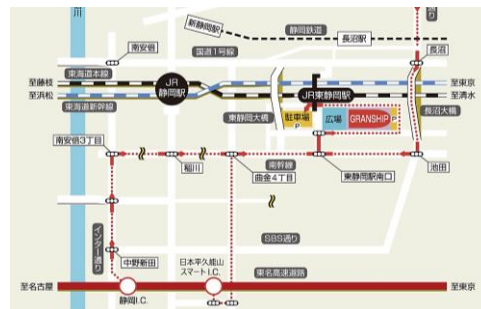 通り
静岡鉄道
新静岡駅
長沼駅
国道1号線
南安倍
長沼
東海道本線
至藤枝
至東京
JR
静岡駅
JR東静岡駅
至浜松
至清水
東海道新幹線
東静岡大橋
駐車場
P
広場
GRANSHIP
P
長沼大橋
南安倍3丁目
南幹線
稲川
曲金4丁目
東静岡駅南口
池田
インター通り
SBS通り
中野新田
日本平久能山
スマートI.C.
東名高速道路
至名古屋
至東京
静岡I.C.